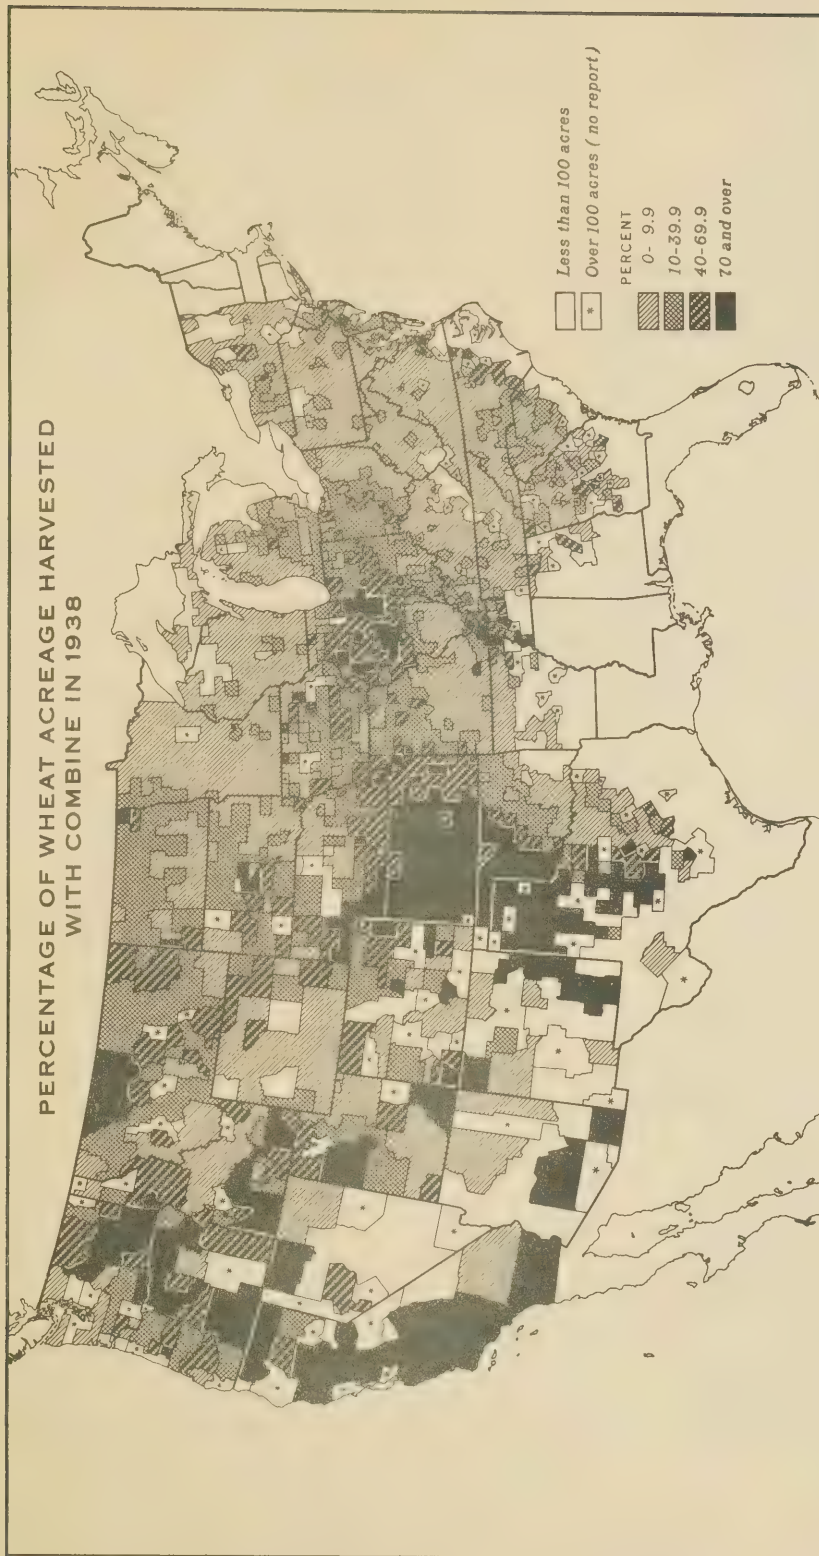 PERCENTAGE OF WHEAT ACREAGE HARVESTED
WITH COMBINE IN 1938
Less than 100 acres
* Over 100 acres (no report)
PERCENT
0- 9.9
10-39.9
40-69.9
70 and over